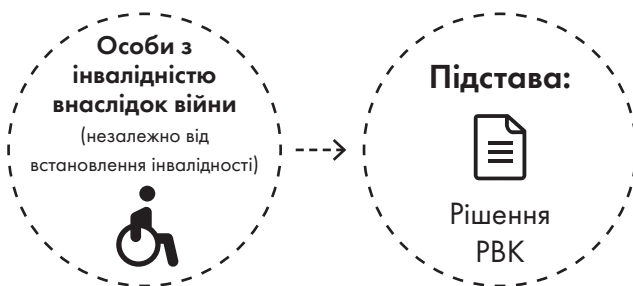 Особи з
інвалідністю
внаслідок війни
(незалежно від
встановлення інвалідності)
Підстава:
Рішення
РВК